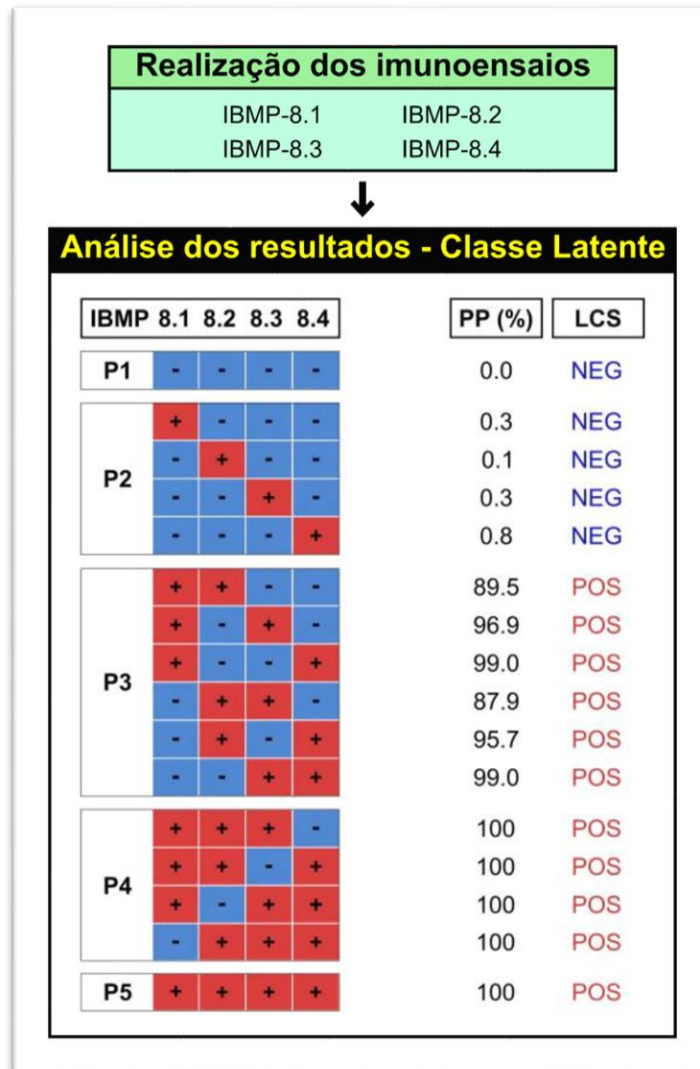 Realização dos imunoensaios
IBMP-8.1 IBMP-8.2
IBMP-8.3 IBMP-8.4
Análise dos resultados - Classe Latente
IBMP 8.1 8.2 8.3 8.4 PP (%) LCS
P1 - - - - 0.0 NEG
+ - - - 0.3 NEG
- + - - 0.1 NEG
P2
- - + - 0.3 NEG
- - - + 0.8 NEG
+ + - - 89.5 POS
+ - + - 96.9 POS
+ - - + 99.0 POS
P3
- + + - 87.9 POS
- + - + 95.7 POS
- - + + 99.0 POS
+ + + - 100 POS
+ + - + 100 POS
P4
+ - + + 100 POS
- + + + 100 POS
P5 + + + + 100 POS